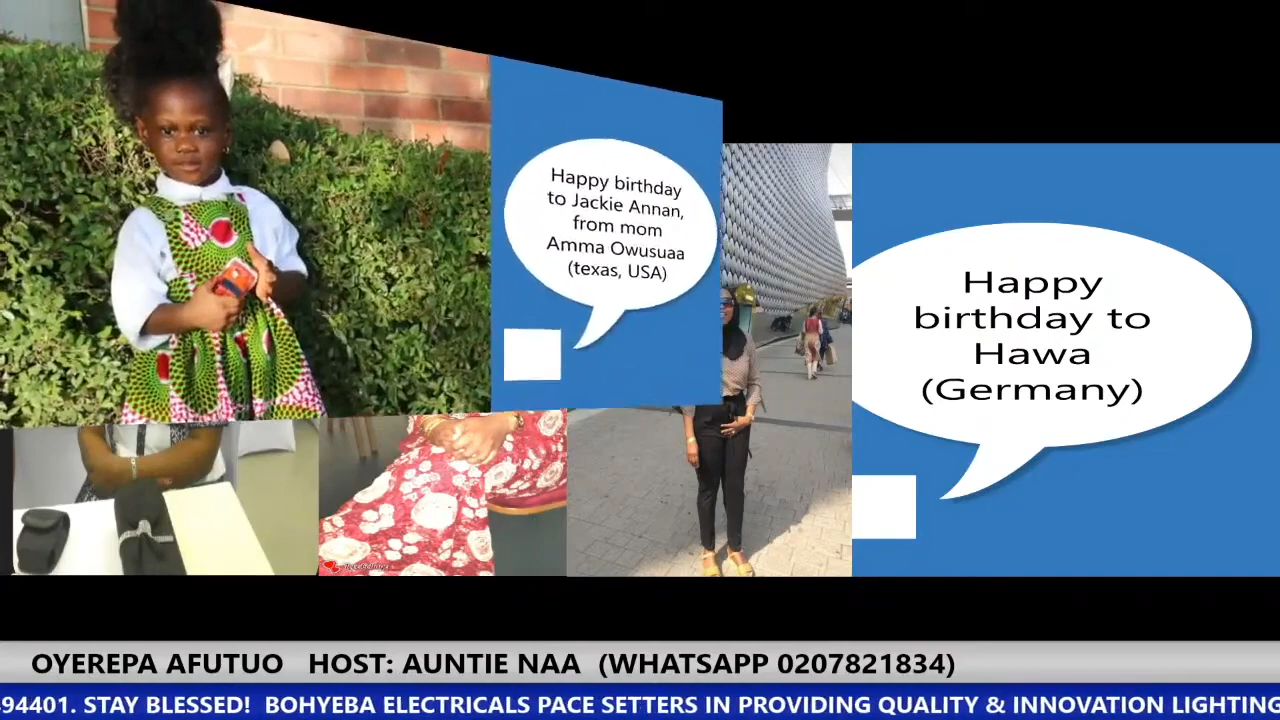 Happy birthday
to Jackie Annan,
from mom
Amma Owusuaa
(texas, USA)
Happy
birthday to
Hawa
(Germany)
OYEREPA AFUTUO   HOST: AUNTIE NAA  (WHATSAPP 0207821834)
94401. STAY BLESSED!  BOHYEBA ELECTRICALS PACE SETTERS IN PROVIDING QUALITY & INNOVATION LIGHTING